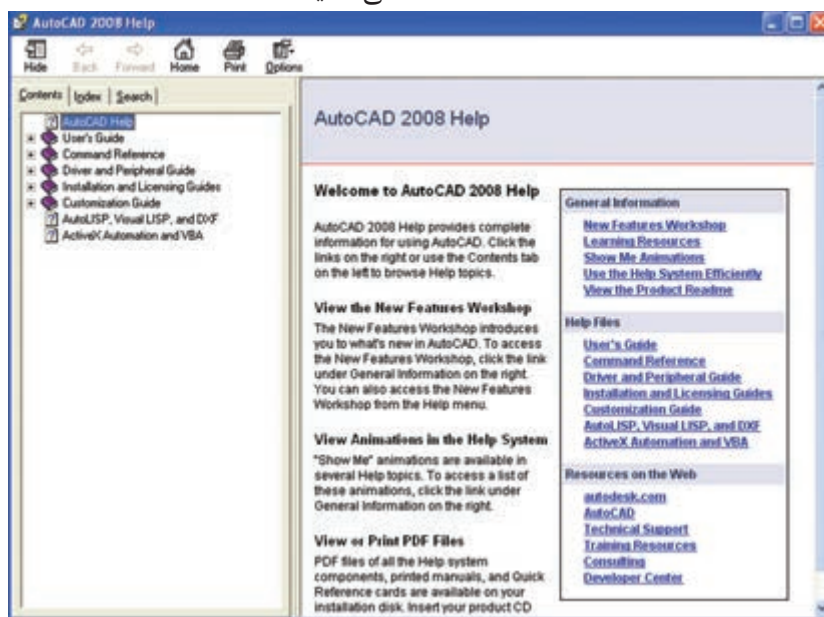 AutoCAD 2008 Help
Hide Back Forward Home Print Options
Contents Index Search
AutoCAD Help
User's Guide
Command Reference
Driver and Peripheral Guide
Installation and Licensing Guides
Customization Guide
AutoLISP, Visual LISP, and DXF
ActiveX Automation and VBA
AutoCAD 2008 Help
Welcome to AutoCAD 2008 Help
AutoCAD 2008 Help provides complete
information for using AutoCAD. Click the
links on the right or use the Contents tab
on the left to browse Help topics.
View the New Features Workshop
The New Features Workshop introduces
you to what's new in AutoCAD. To access
the New Features Workshop, click the link
under General Information on the right.
You can also access the New Features
Workshop from the Help menu.
View Animations in the Help System
"Show Me" animations are available in
several Help topics. To access a list of
these animations, click the link under
General Information on the right.
View or Print PDF Files
PDF files of all the Help system
components, printed manuals, and Quick
Reference cards are available on your
installation disk. Insert your product CD
General Information
New Features Workshop
Learning Resources
Show Me Animations
Use the Help System Efficiently
View the Product Readme
Help Files
User's Guide
Command Reference
Driver and Peripheral Guide
Installation and Licensing Guides
Customization Guide
AutoLISP, Visual LISP, and DXF
ActiveX Automation and VBA
Resources on the Web
autodesk.com
AutoCAD
Technical Support
Training Resources
Consulting
Developer Center